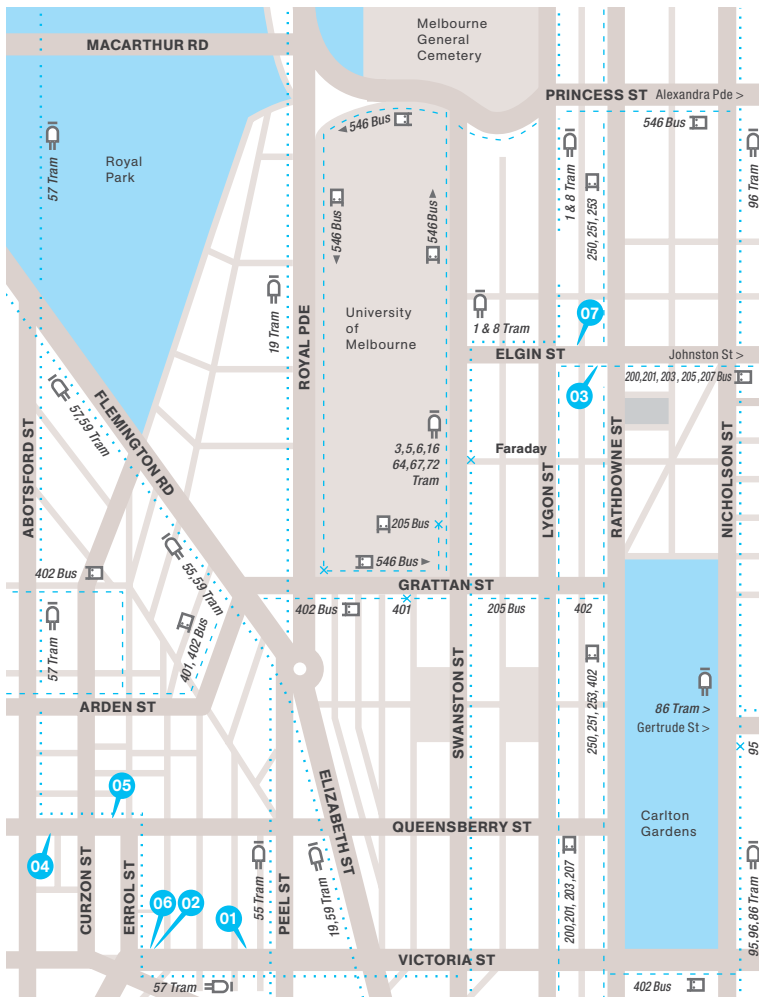 MACARTHUR RD
Melbourne
General
Cemetery
PRINCESS ST
Alexandra Pde >
546 Bus
546 Bus
57 Tram
Royal
Park
1 & 8 Tram
250, 251, 253
96 Tram
546 Bus
546 Bus
19 Tram
ROYAL PDE
University
of
Melbourne
1 & 8 Tram
07
ELGIN ST
Johnston St >
03
200,201, 203 , 205 ,207 Bus
57,59 Tram
FLEMINGTON RD
ABOTSFORD ST
3,5,6,16
64,67,72
Tram
Faraday
LYGON ST
RATHDOWNE ST
NICHOLSON ST
205 Bus
546 Bus
55,59 Tram
402 Bus
GRATTAN ST
402 Bus
401
205 Bus
402
57 Tram
401, 402 Bus
SWANSTON ST
250, 251, 253, 402
86 Tram >
Gertrude St >
95
ARDEN ST
ELIZABETH ST
05
QUEENSBERRY ST
Carlton
Gardens
04
CURZON ST
ERROL ST
06
02
01
55 Tram
PEEL ST
19,59 Tram
200,201, 203,207
95,96,86 Tram
VICTORIA ST
57 Tram
402 Bus